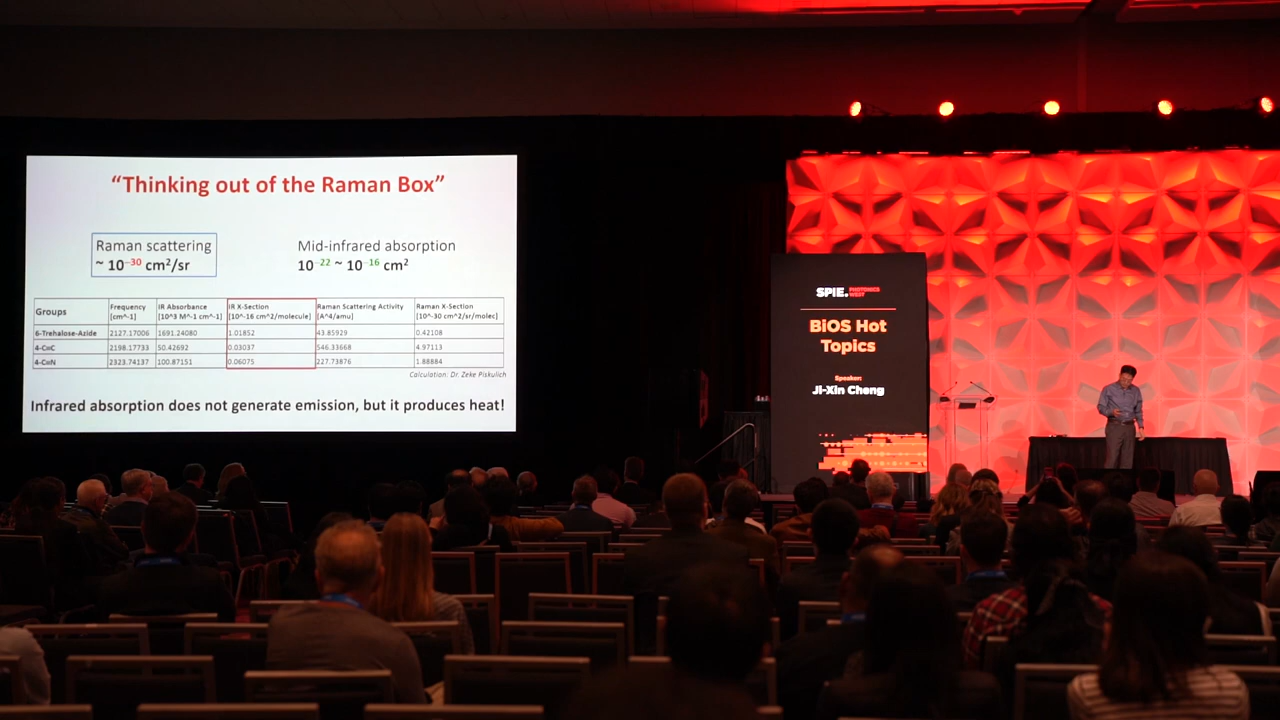 “Thinking out of the Raman Box”
Raman scattering
~ 10⁻³⁰ cm²/sr
Mid-infrared absorption
10⁻²² ~ 10⁻¹⁶ cm²
Groups Frequency [cm^-1] IR Absorbance [10^3 M^-1 cm^-1] IR X-Section [10^-16 cm^2/molecule] Raman Scattering Activity [A^4/amu] Raman X-Section [10^-30 cm^2/sr/molec]
6-Trehalose-Azide 2127.17006 1691.24080 1.01852 43.85929 0.42108
4-C≡C 2198.17733 50.42692 0.03037 546.33668 4.97113
4-C≡N 2323.74137 100.87151 0.06075 227.73876 1.88884
Calculation: Dr. Zeke Piskulich
Infrared absorption does not generate emission, but it produces heat!
SPIE. PHOTONICS WEST
BiOS Hot
Topics
Speaker:
Ji-Xin Cheng